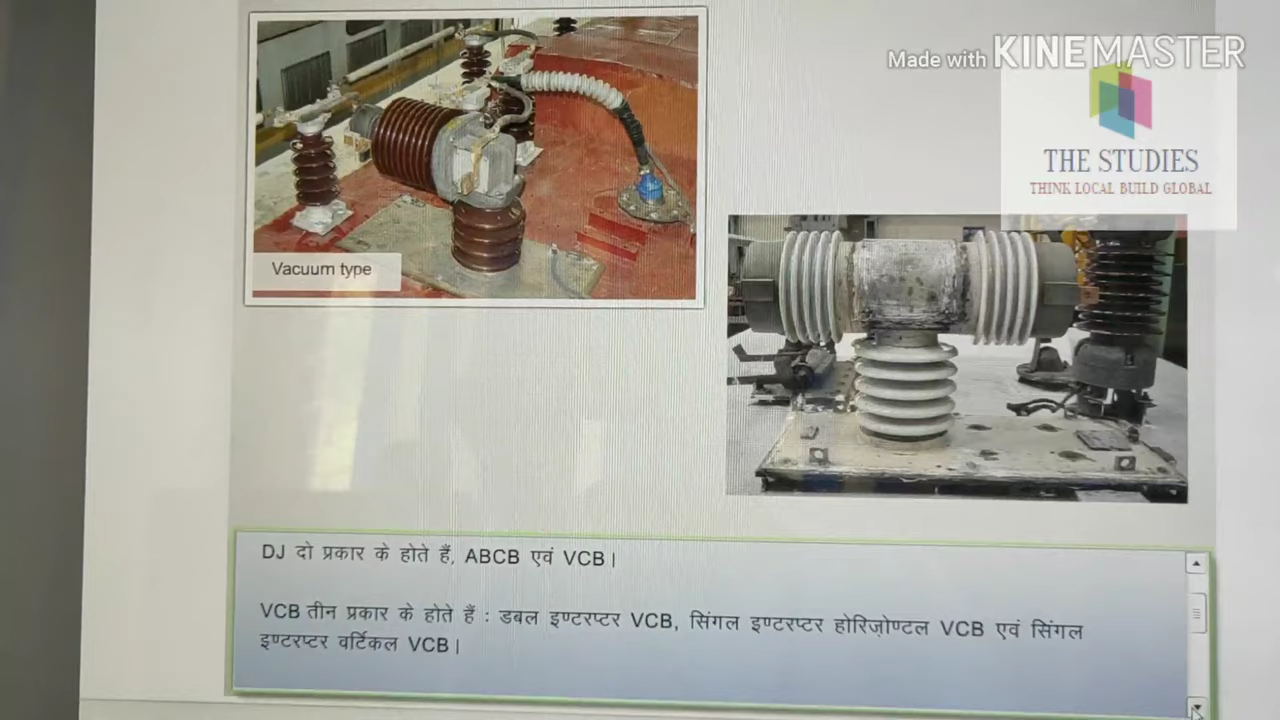 Made with KINEMASTER
THE STUDIES
THINK LOCAL BUILD GLOBAL
Vacuum type
DJ दो प्रकार के होते हैं, ABCB एवं VCB।
VCB तीन प्रकार के होते हैं : डबल इण्टरप्टर VCB, सिंगल इण्टरप्टर होरिज़ोण्टल VCB एवं सिंगल
इण्टरप्टर वर्टिकल VCB।